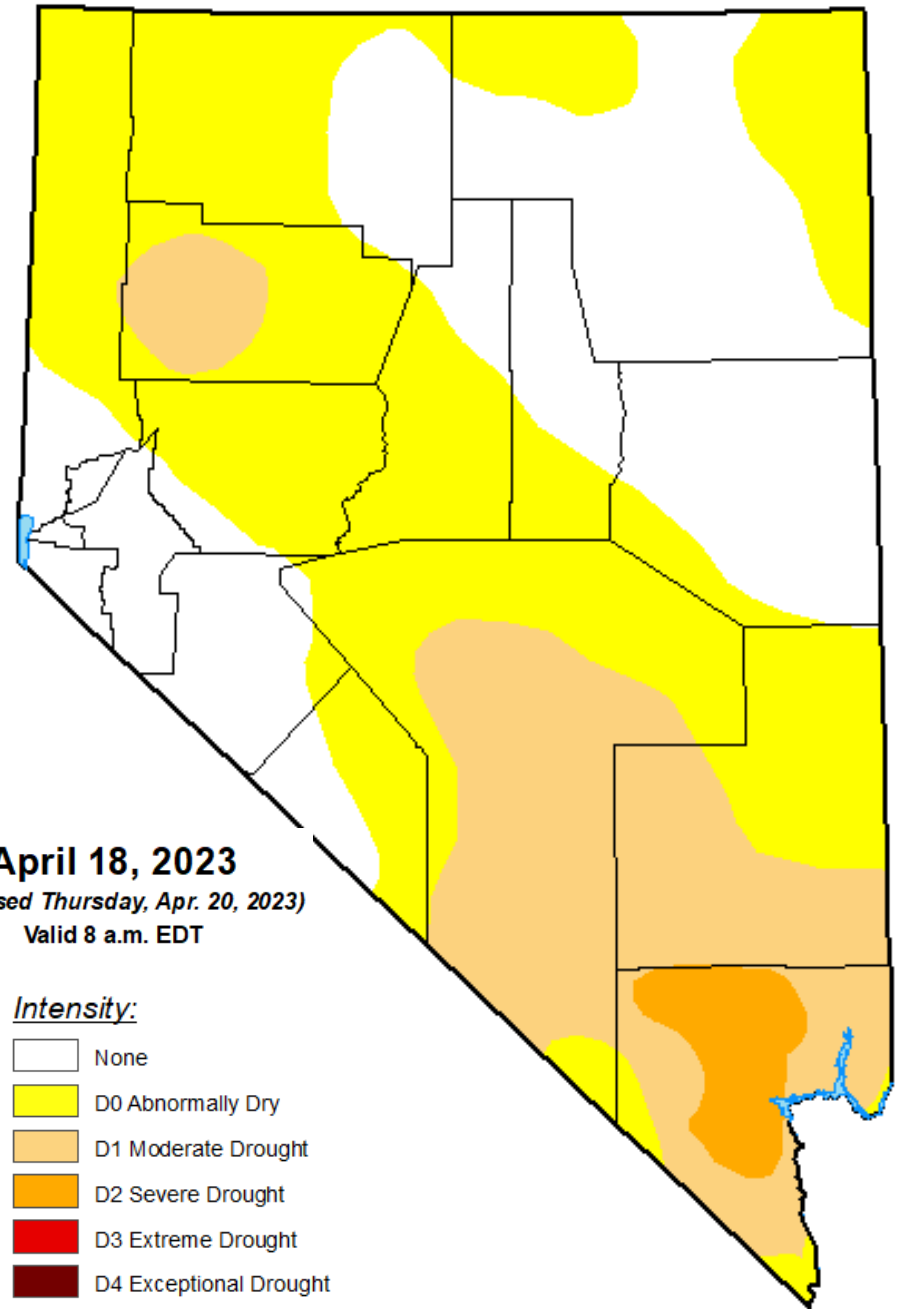 April 18, 2023
sed Thursday, Apr. 20, 2023)
Valid 8 a.m. EDT
Intensity:
None
D0 Abnormally Dry
D1 Moderate Drought
D2 Severe Drought
D3 Extreme Drought
D4 Exceptional Drought